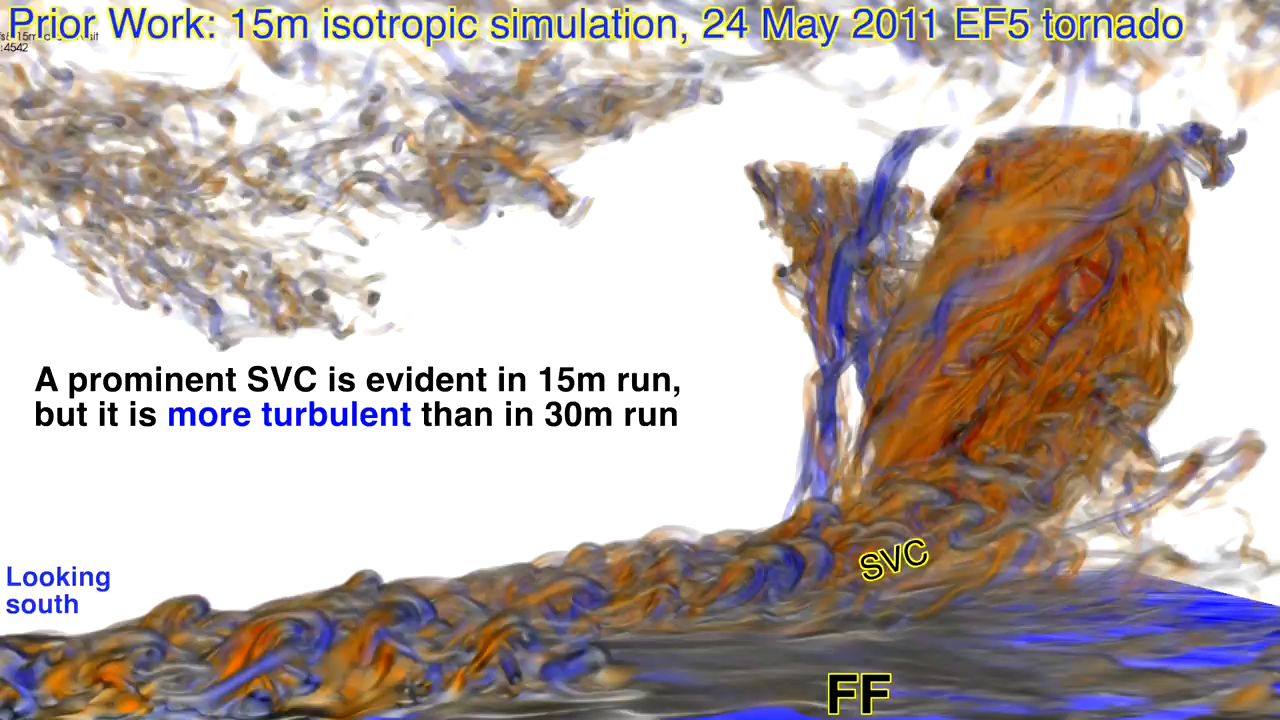 Prior Work: 15m isotropic simulation, 24 May 2011 EF5 tornado
:4542
A prominent SVC is evident in 15m run,
but it is more turbulent than in 30m run
SVC
Looking
south
FF